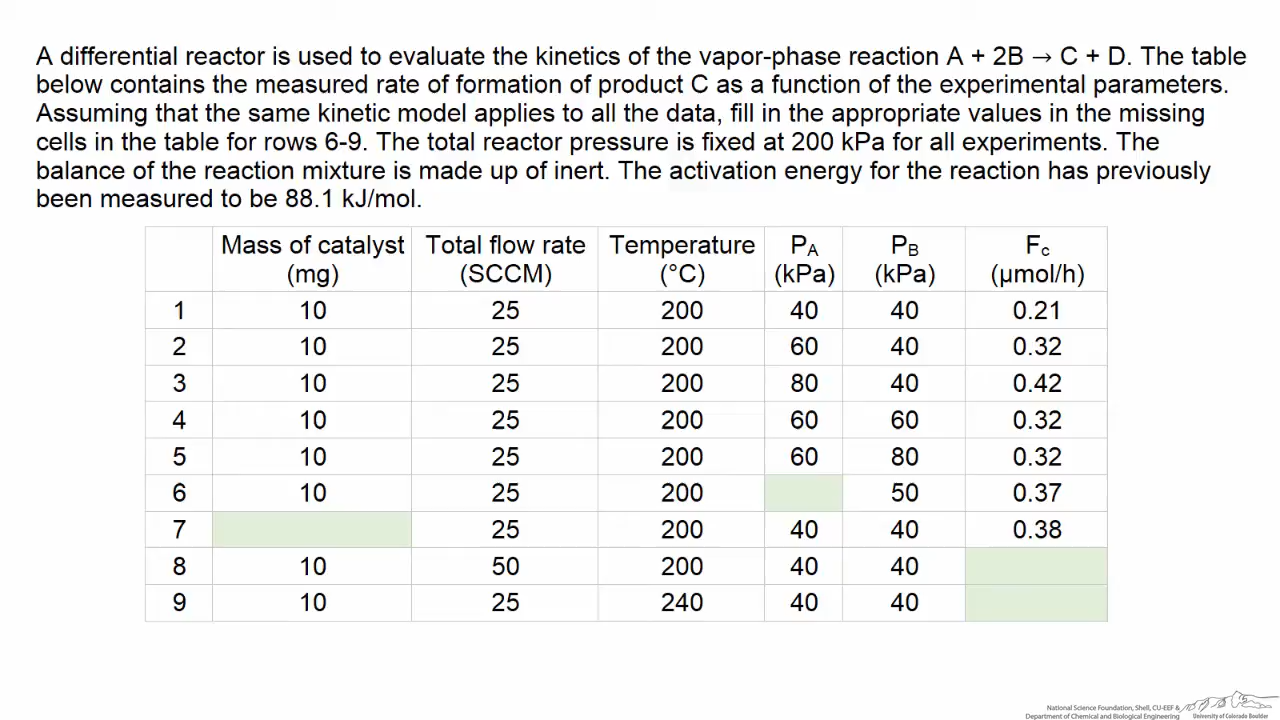 A differential reactor is used to evaluate the kinetics of the vapor-phase reaction A + 2B → C + D. The table
below contains the measured rate of formation of product C as a function of the experimental parameters.
Assuming that the same kinetic model applies to all the data, fill in the appropriate values in the missing
cells in the table for rows 6-9. The total reactor pressure is fixed at 200 kPa for all experiments. The
balance of the reaction mixture is made up of inert. The activation energy for the reaction has previously
been measured to be 88.1 kJ/mol.
Mass of catalyst Total flow rate Temperature P_A P_B F_c
(mg) (SCCM) (°C) (kPa) (kPa) (µmol/h)
1 10 25 200 40 40 0.21
2 10 25 200 60 40 0.32
3 10 25 200 80 40 0.42
4 10 25 200 60 60 0.32
5 10 25 200 60 80 0.32
6 10 25 200 50 0.37
7 25 200 40 40 0.38
8 10 50 200 40 40
9 10 25 240 40 40
National Science Foundation, Shell, CU-EEF &
Department of Chemical and Biological Engineering
University of Colorado Boulder